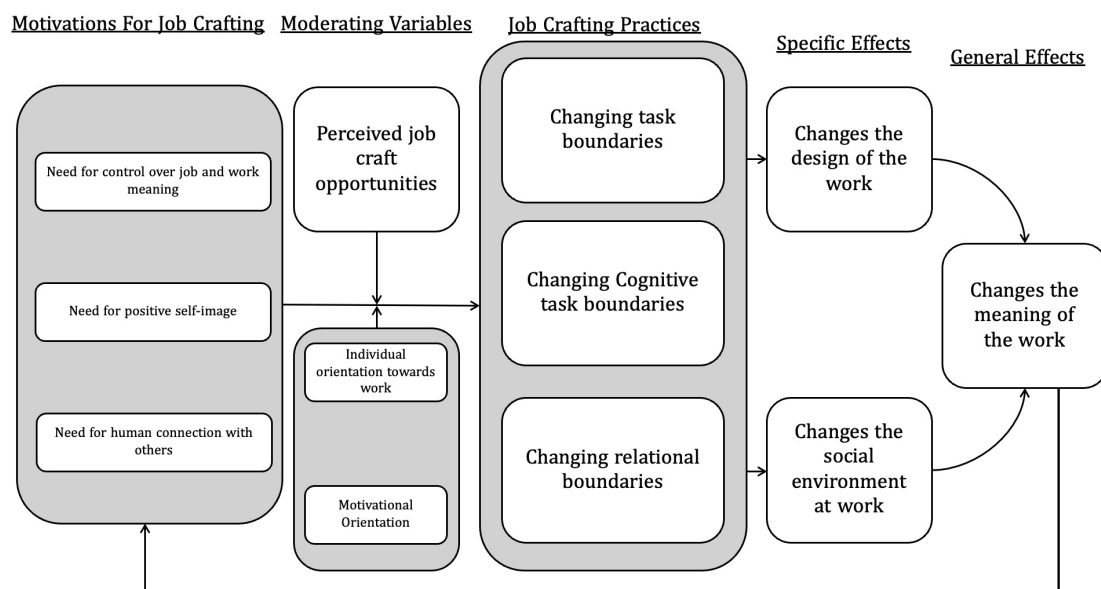 Motivations For Job Crafting
Moderating Variables
Job Crafting Practices
Specific Effects
General Effects
Need for control over job and work
meaning
Need for positive self-image
Need for human connection with
others
Perceived job
craft
opportunities
Individual
orientation towards
work
Motivational
Orientation
Changing task
boundaries
Changing Cognitive
task boundaries
Changing relational
boundaries
Changes the
design of the
work
Changes the
social
environment
at work
Changes the
meaning of
the work